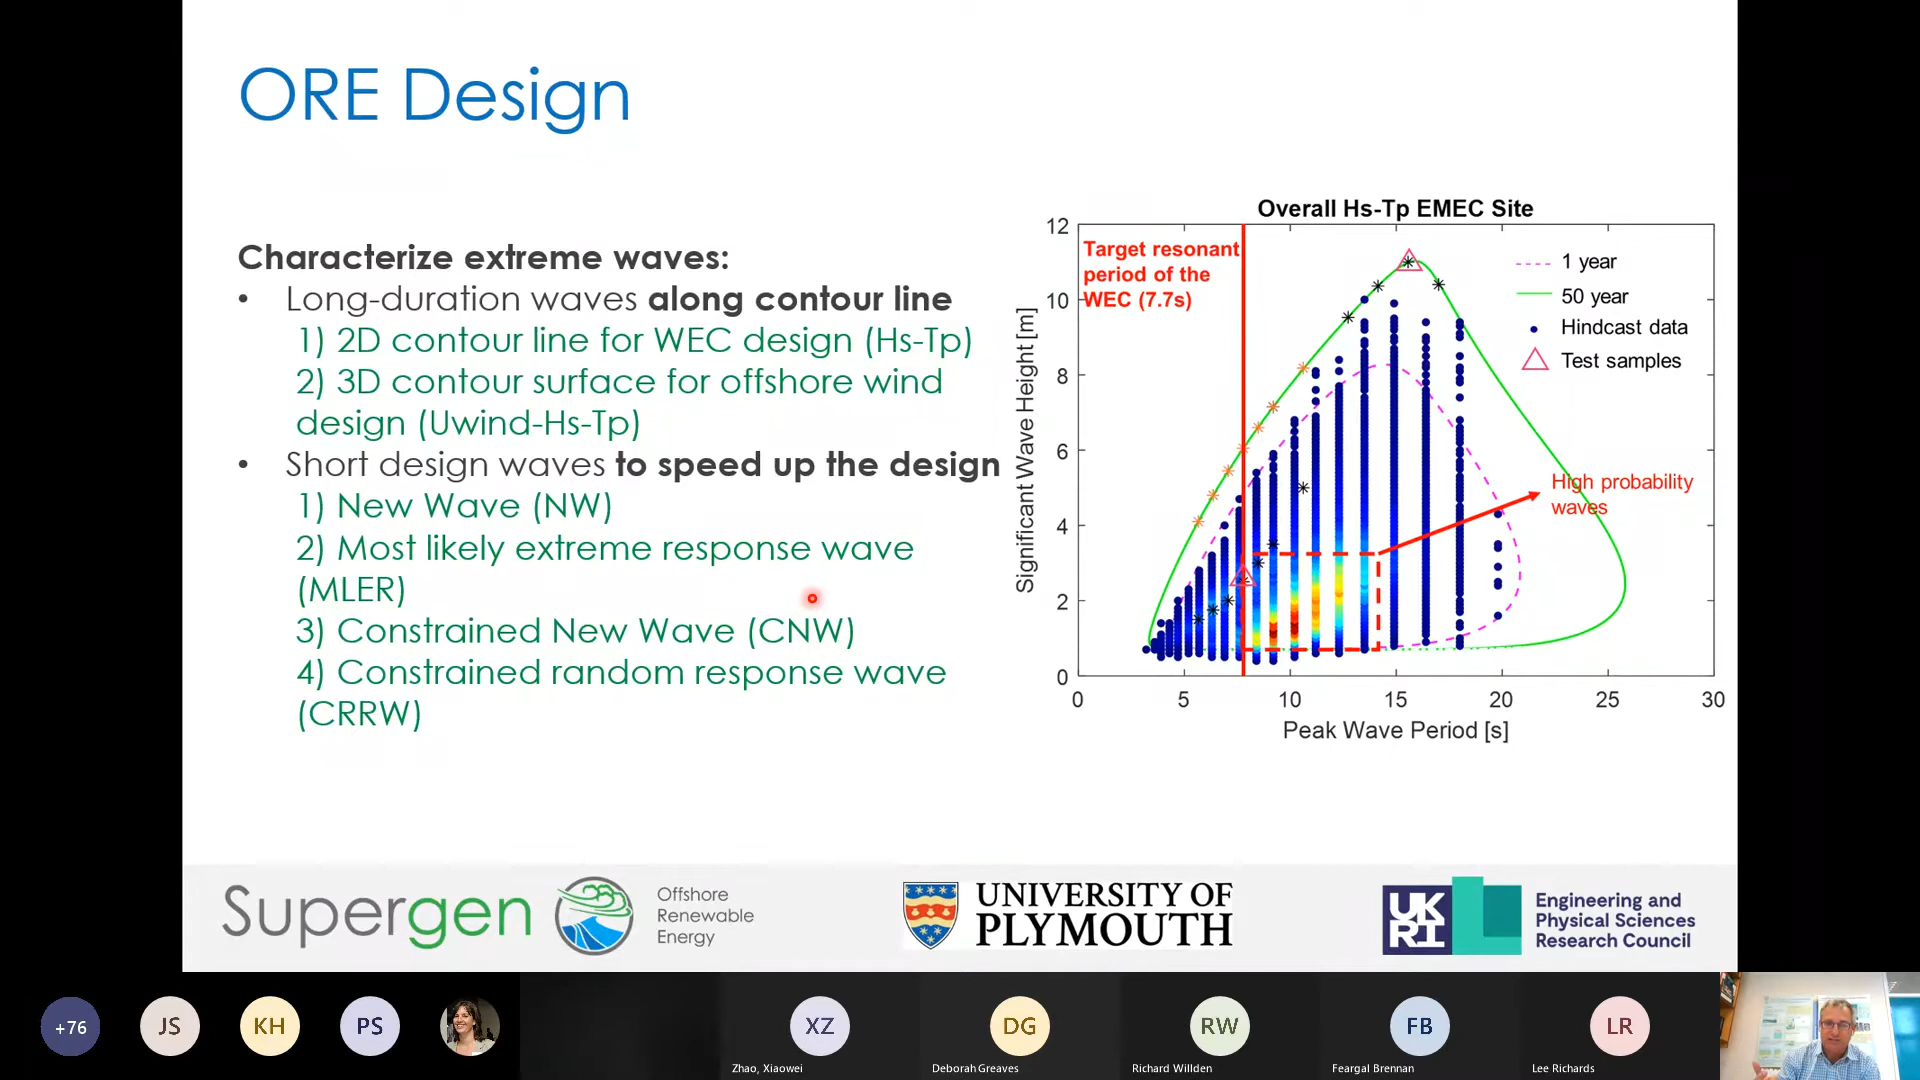 ORE Design
Characterize extreme waves:
• Long-duration waves along contour line
1) 2D contour line for WEC design (Hs-Tp)
2) 3D contour surface for offshore wind
design (Uwind-Hs-Tp)
• Short design waves to speed up the design
1) New Wave (NW)
2) Most likely extreme response wave
(MLER)
3) Constrained New Wave (CNW)
4) Constrained random response wave
(CRRW)
Overall Hs-Tp EMEC Site
Target resonant
period of the
WEC (7.7s)
1 year
50 year
Hindcast data
Test samples
High probability
waves
Significant Wave Height [m]
12
10
8
6
4
2
0
0 5 10 15 20 25 30
Peak Wave Period [s]
Supergen
Offshore
Renewable
Energy
UNIVERSITY OF
PLYMOUTH
UK
RI
Engineering and
Physical Sciences
Research Council
+76
JS
KH
PS
XZ
DG
RW
FB
LR
Zhao, Xiaowei
Deborah Greaves
Richard Willden
Feargal Brennan
Lee Richards